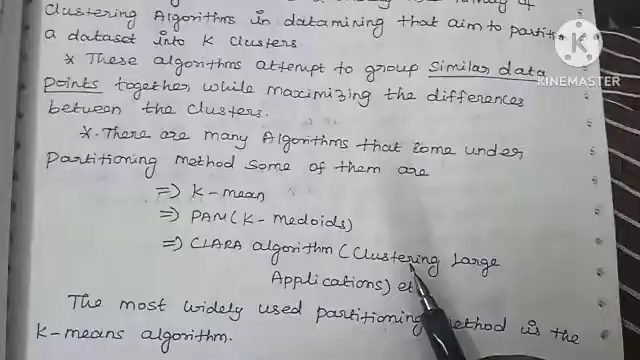 Clustering Algorithms in datamining that aim to partition
a dataset into K clusters.
* These algorithms attempt to group similar data
points together while maximizing the differences
between the clusters.
* There are many Algorithms that come under
Partitioning method some of them are
=> K-mean
=> PAM (K-medoids)
=> CLARA algorithm (Clustering Large
Applications)
The most widely used partitioning method is the
K-means algorithm.
KINEMASTER